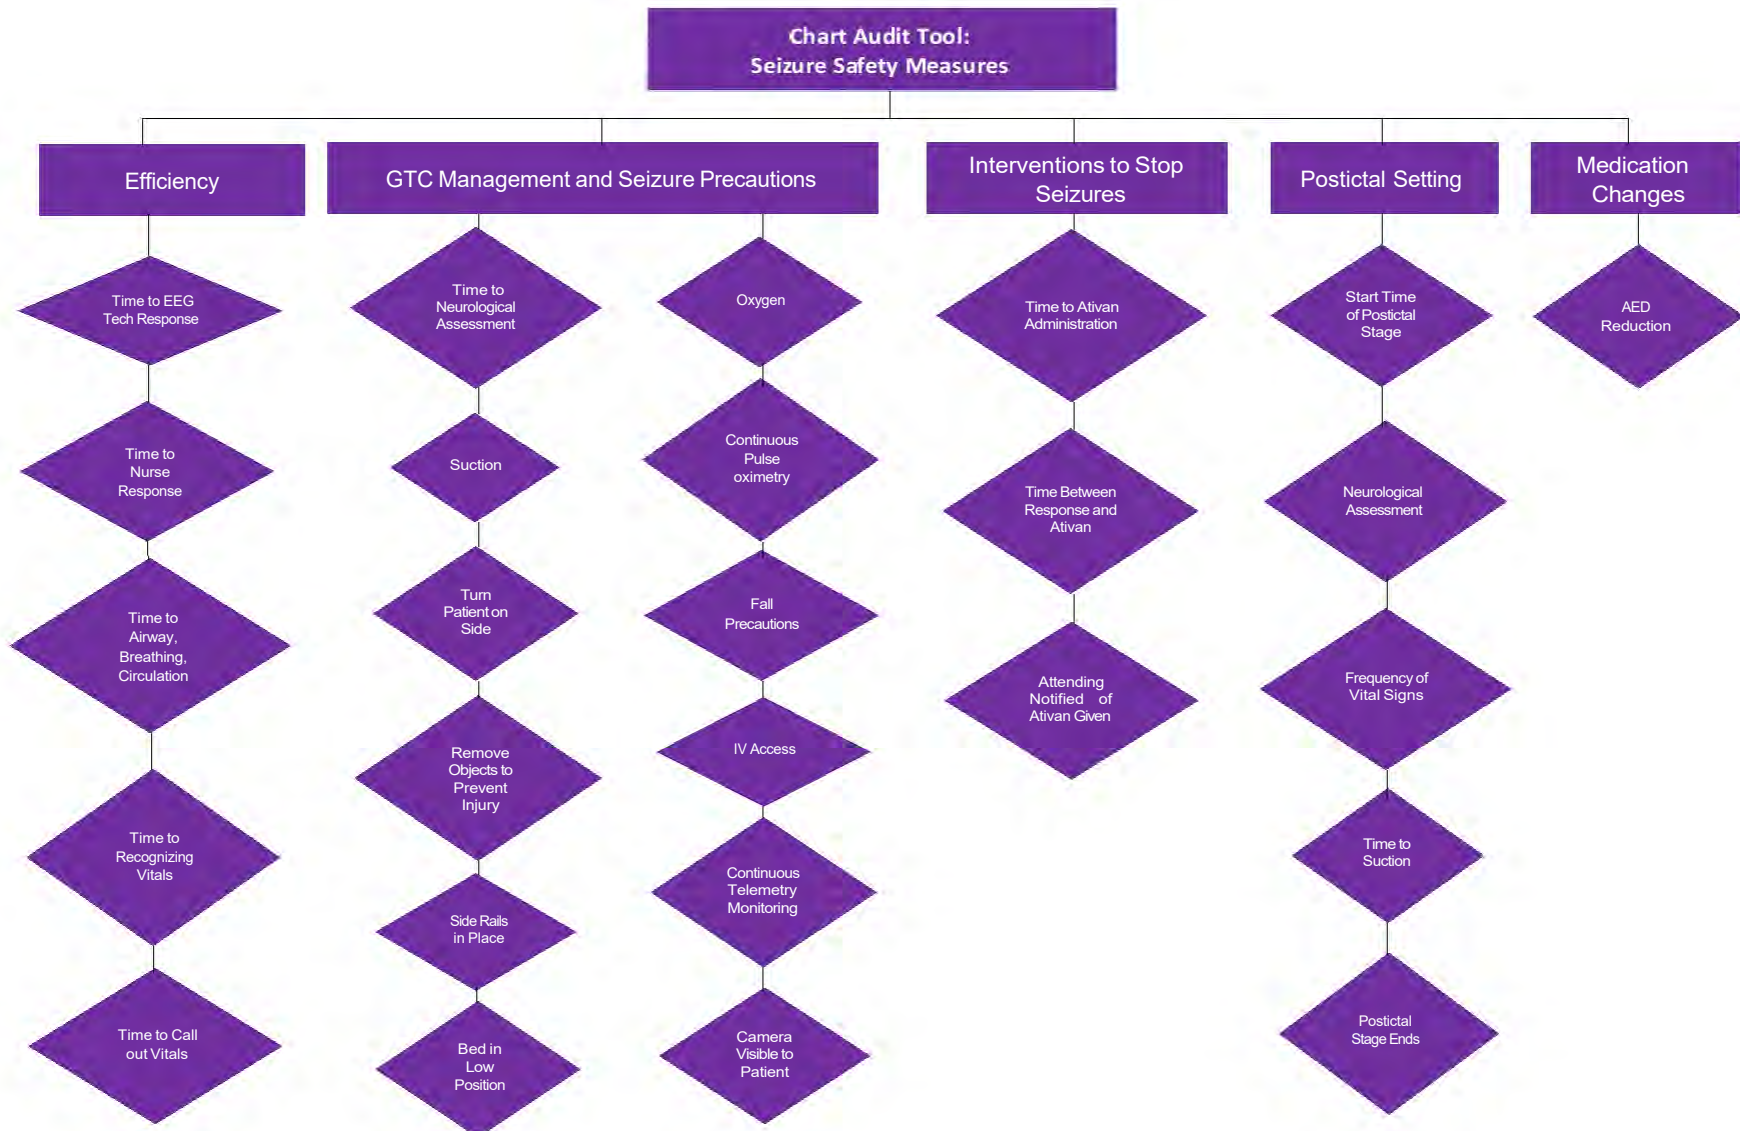 Chart Audit Tool:
Seizure Safety Measures
Efficiency
GTC Management and Seizure Precautions
Interventions to Stop
Seizures
Postictal Setting
Medication
Changes
Time to EEG
Tech Response
Time to
Nurse
Response
Time to
Airway,
Breathing,
Circulation
Time to
Recognizing
Vitals
Time to Call
out Vitals
Time to
Neurological
Assessment
Suction
Turn
Patient on
Side
Remove
Objects to
Prevent
Injury
Side Rails
in Place
Bed in
Low
Position
Oxygen
Continuous
Pulse
oximetry
Fall
Precautions
IV Access
Continuous
Telemetry
Monitoring
Camera
Visible to
Patient
Time to Ativan
Administration
Time Between
Response and
Ativan
Attending
Notified of
Ativan Given
Start Time
of Postictal
Stage
Neurological
Assessment
Frequency of
Vital Signs
Time to
Suction
Postictal
Stage Ends
AED
Reduction